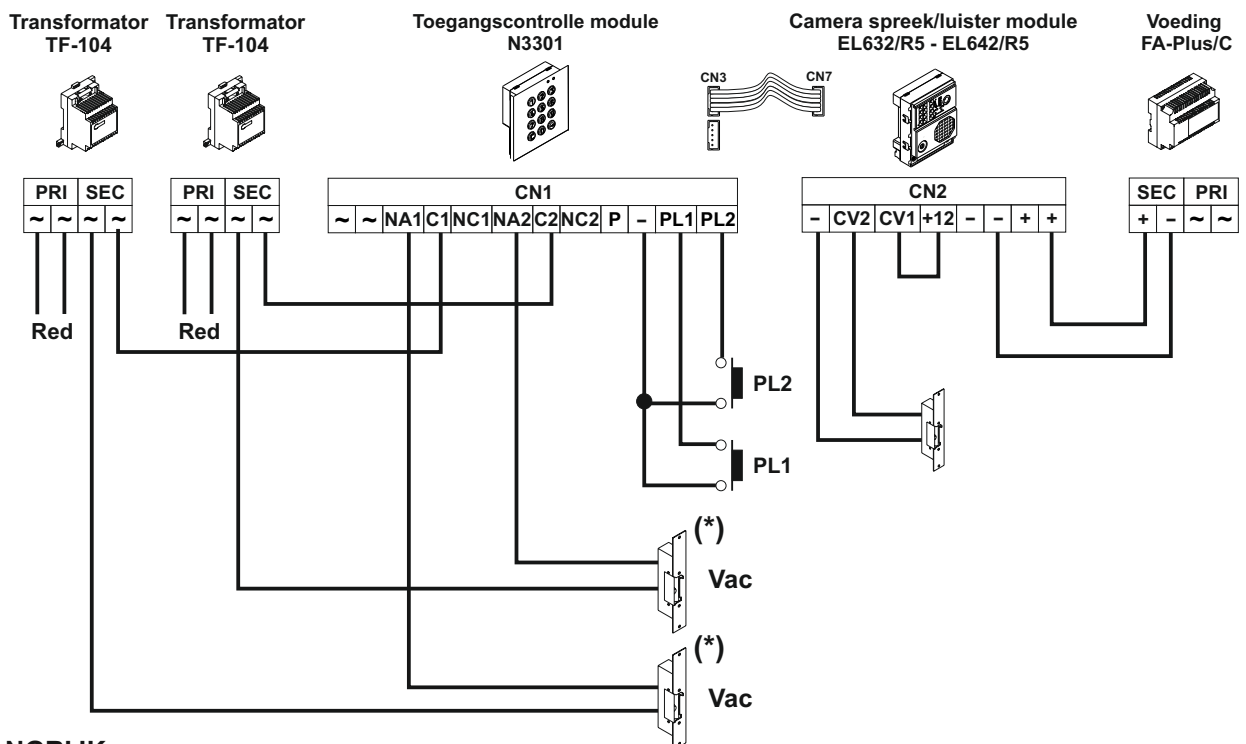 Transformator
TF-104
Transformator
TF-104
Toegangscontrolle module
N3301
Camera spreek/luister module
EL632/R5 - EL642/R5
Voeding
FA-Plus/C
CN3
CN7
PRI SEC
~ ~ ~ ~
PRI SEC
~ ~ ~ ~
CN1
~ ~ NA1 C1 NC1 NA2 C2 NC2 P – PL1 PL2
CN2
– CV2 CV1 +12 – – + +
SEC PRI
+ – ~ ~
Red
Red
PL2
PL1
(*)
Vac
(*)
Vac